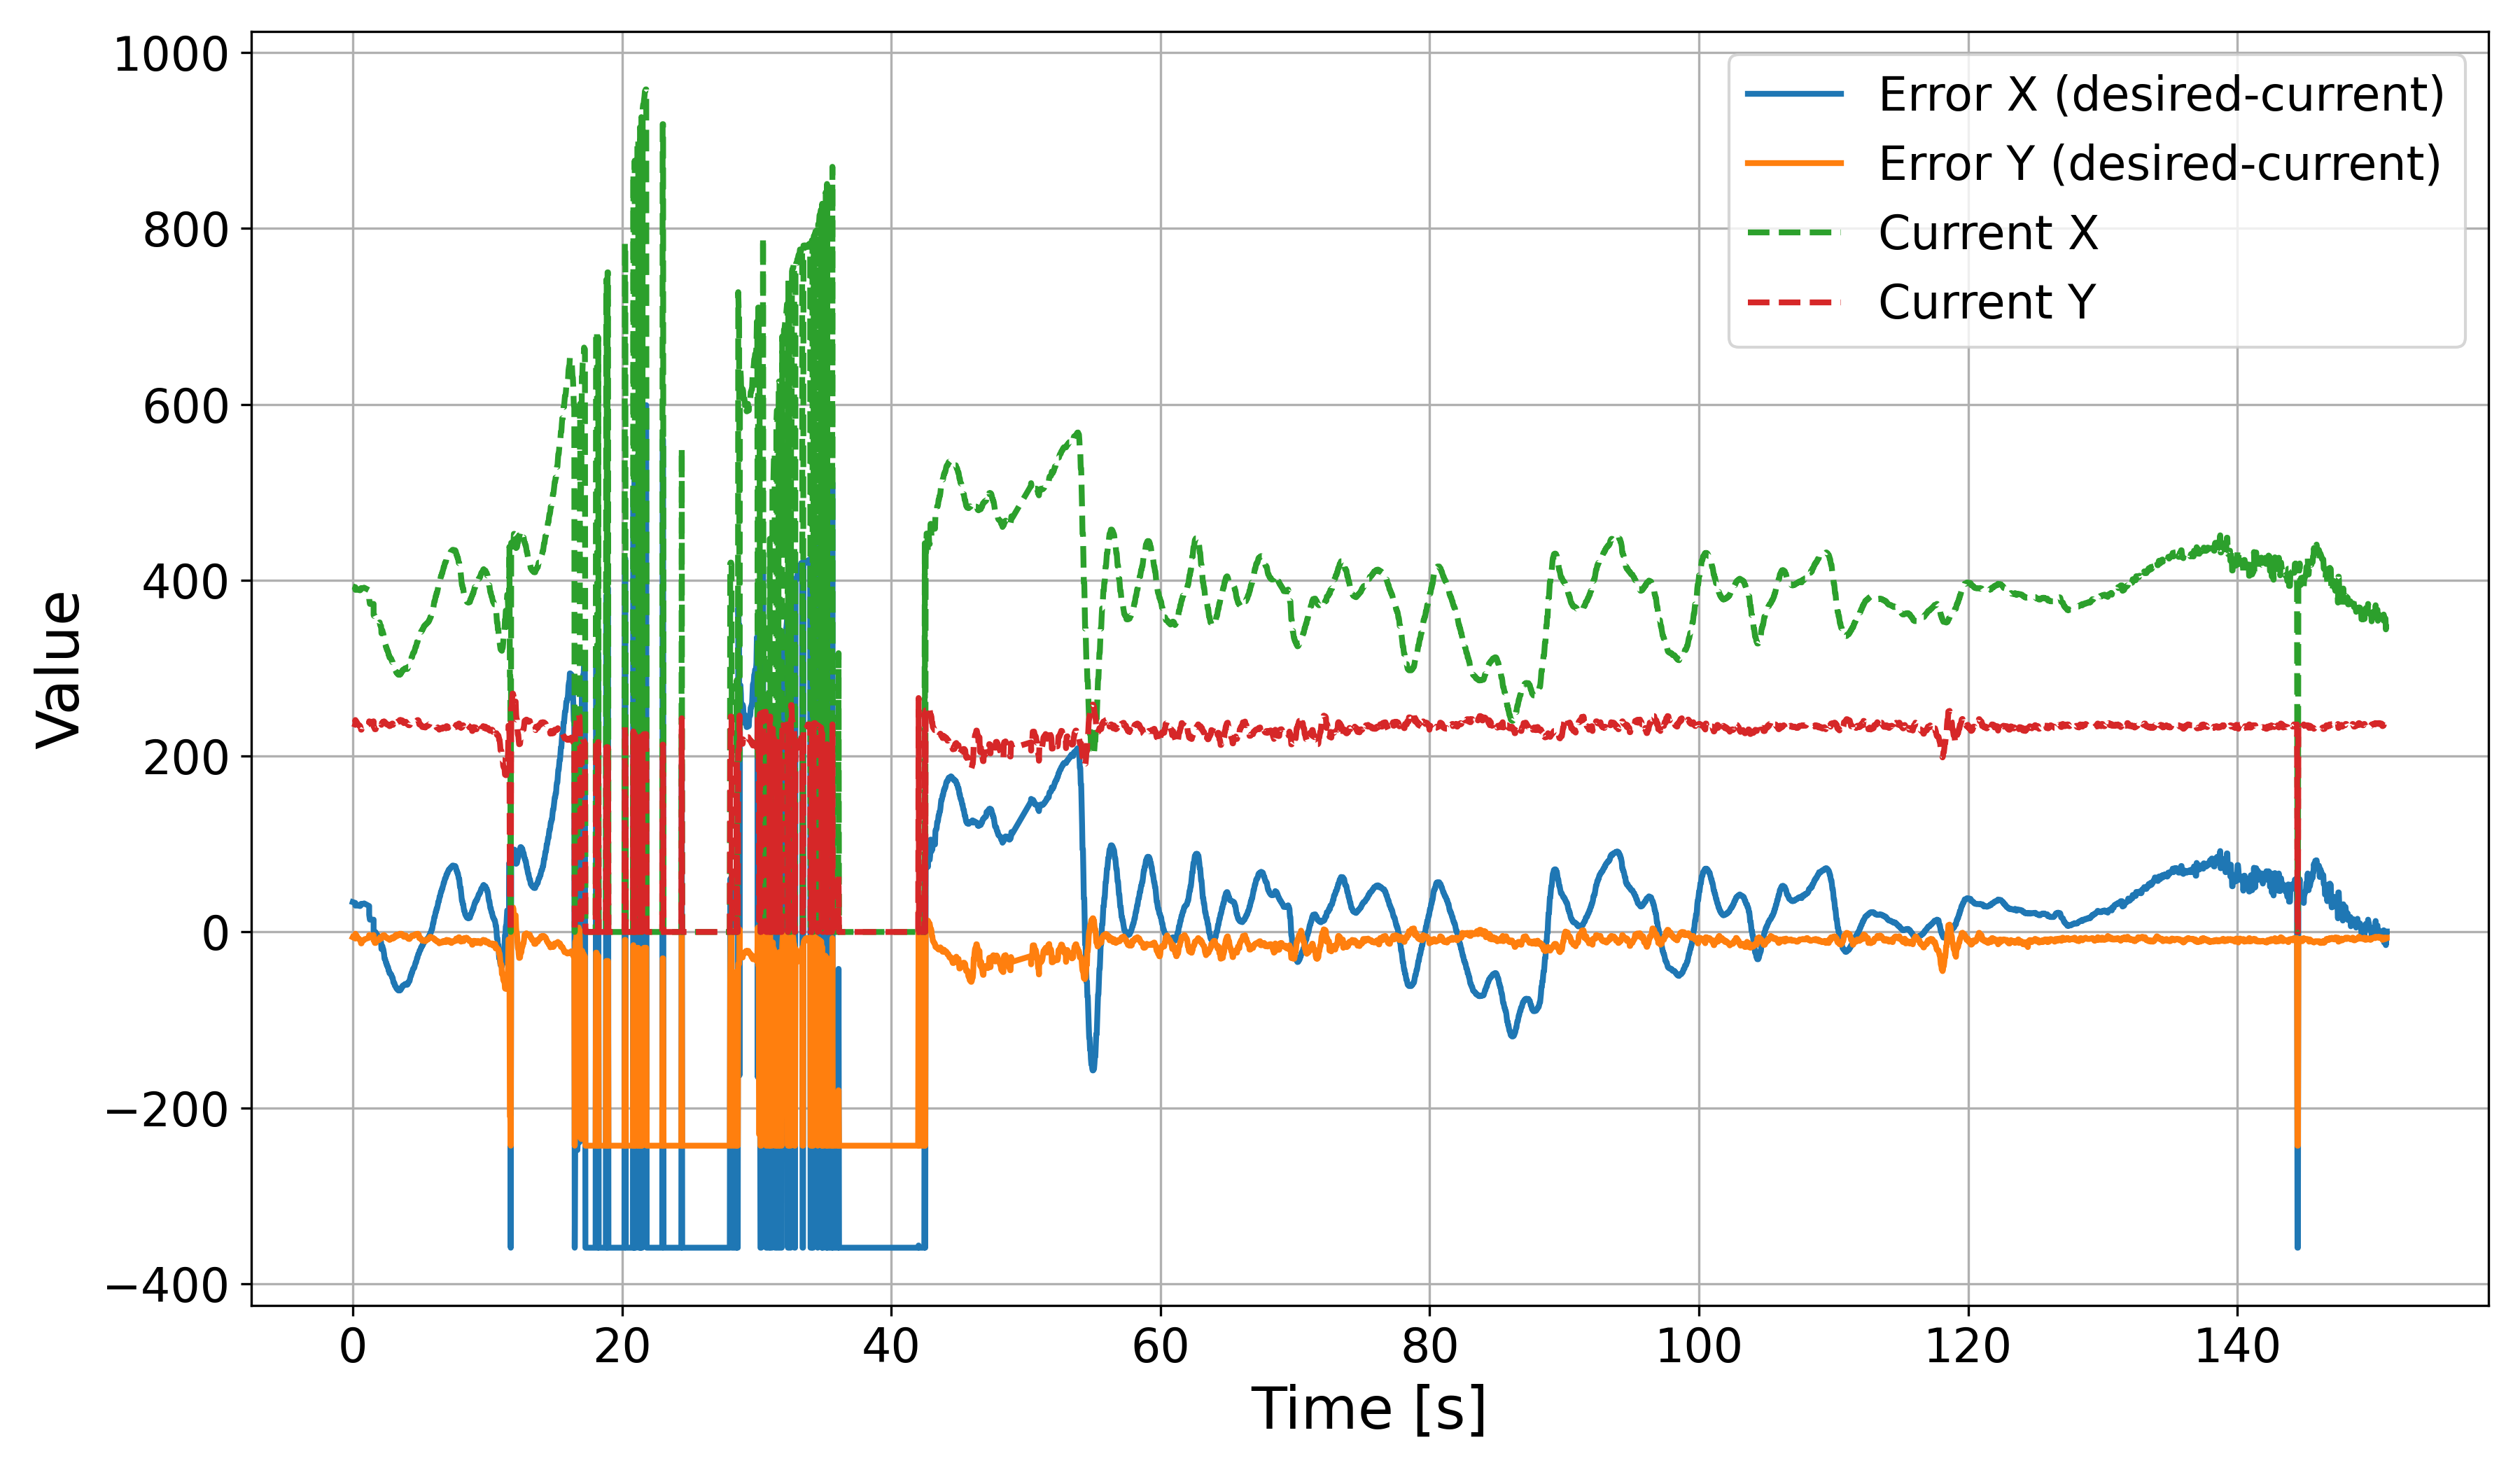 1000
800
600
400
200
0
−200
−400
Value
0 20 40 60 80 100 120 140
Time [s]
Error X (desired-current)
Error Y (desired-current)
Current X
Current Y